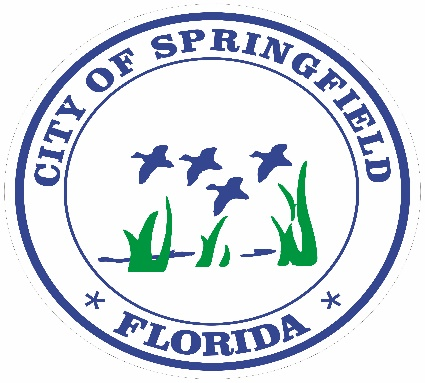 CITY OF SPRINGFIELD
* FLORIDA *